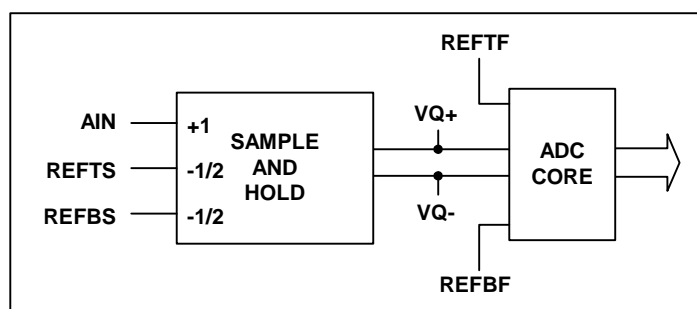 REFTF
AIN
+1
SAMPLE
AND
HOLD
VQ+
ADC
CORE
REFTS
-1/2
REFBS
-1/2
VQ-
REFBF